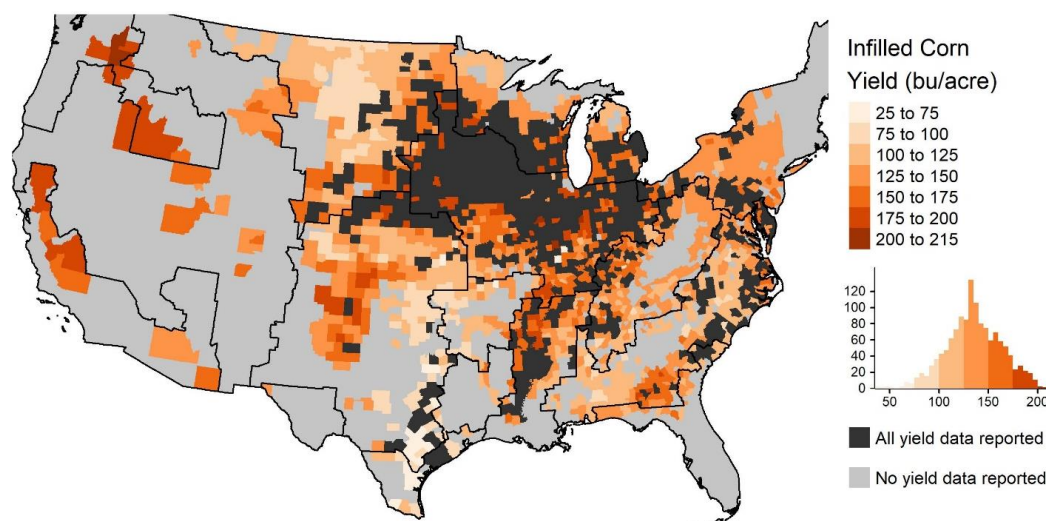 Infilled Corn
Yield (bu/acre)
25 to 75
75 to 100
100 to 125
125 to 150
150 to 175
175 to 200
200 to 215
120
100
80
60
40
20
0
50 100 150 200
All yield data reported
No yield data reported